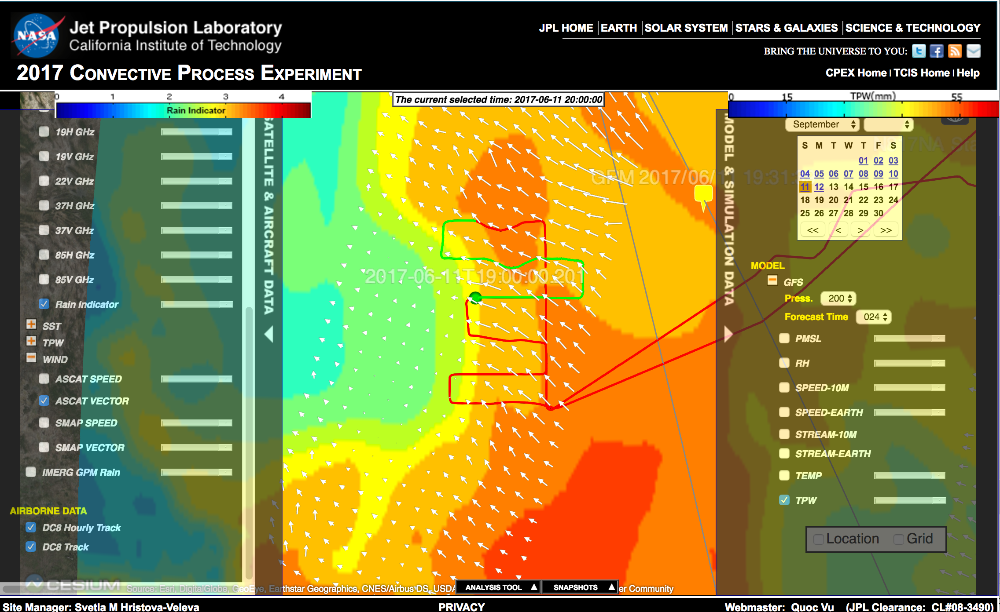 NASA
Jet Propulsion Laboratory
California Institute of Technology
2017 Convective Process Experiment
JPL HOME | EARTH | SOLAR SYSTEM | STARS & GALAXIES | SCIENCE & TECHNOLOGY
BRING THE UNIVERSE TO YOU:
CPEX Home | TCIS Home | Help
0 1 2 3 4
Rain Indicator
The current selected time: 2017-06-11 20:00:00
0 15 TPW(mm) 55
19H GHz
19V GHz
22V GHz
37H GHz
37V GHz
85H GHz
85V GHz
Rain Indicator
SST
TPW
WIND
ASCAT SPEED
ASCAT VECTOR
SMAP SPEED
SMAP VECTOR
IMERG GPM Rain
AIRBORNE DATA
DC8 Hourly Track
DC8 Track
SATELLITE & AIRCRAFT DATA
GPM 2017/06/11 19:31:
2017-06-11T19:00:00.201
MODEL & SIMULATION DATA
September
N817NA Sta
S M T W T F S
01 02 03
04 05 06 07 08 09 10
11 12 13 14 15 16 17
18 19 20 21 22 23 24
25 26 27 28 29 30
<< < > >>
MODEL
GFS
Press. 200
Forecast Time 024
PMSL
RH
SPEED-10M
SPEED-EARTH
STREAM-10M
STREAM-EARTH
TEMP
TPW
Location Grid
CESIUM
Source: Esri, DigitalGlobe, GeoEye, Earthstar Geographics, CNES/Airbus DS, USDA
ANALYSIS TOOL
SNAPSHOTS
er Community
Site Manager: Svetla M Hristova-Veleva
PRIVACY
Webmaster: Quoc Vu (JPL Clearance: CL#08-3490)